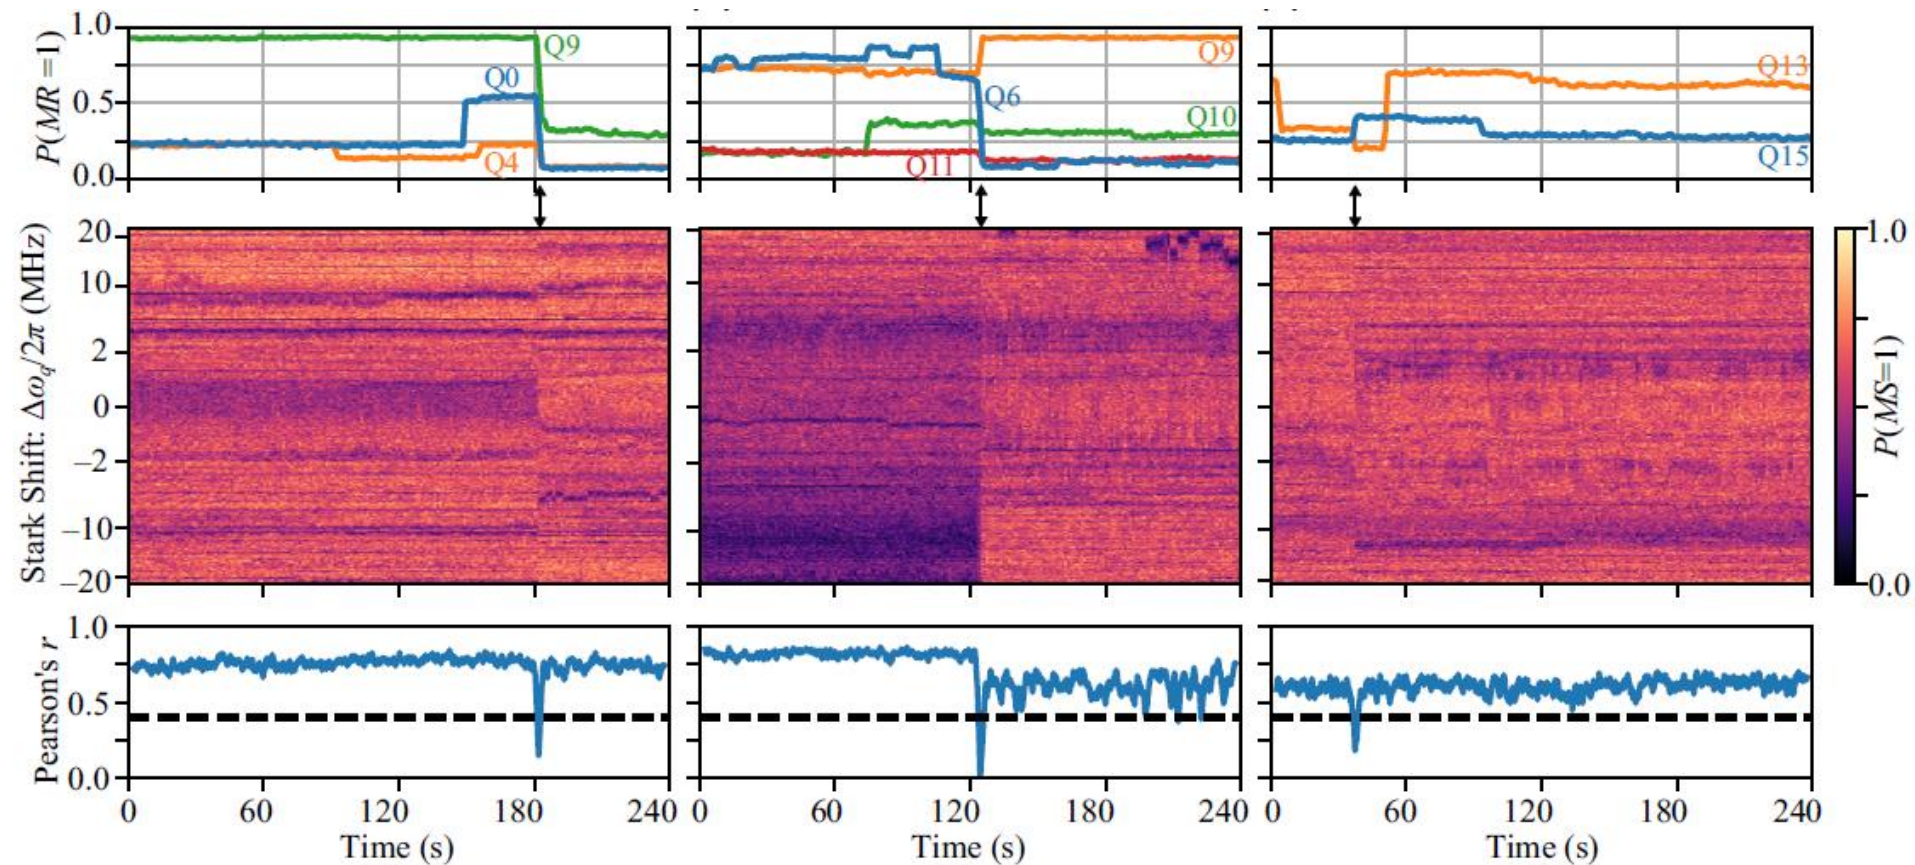 1.0
0.5
0.0
P(MR =1)
Q9
Q0
Q4
Q9
Q6
Q10
Q11
Q13
Q15
20
10
2
0
−2
−10
−20
Stark Shift: Δω_q/2π (MHz)
1.0
0.0
P(MS=1)
1.0
0.5
0.0
Pearson's r
0 60 120 180 240
0 60 120 180 240
0 60 120 180 240
Time (s) Time (s) Time (s)